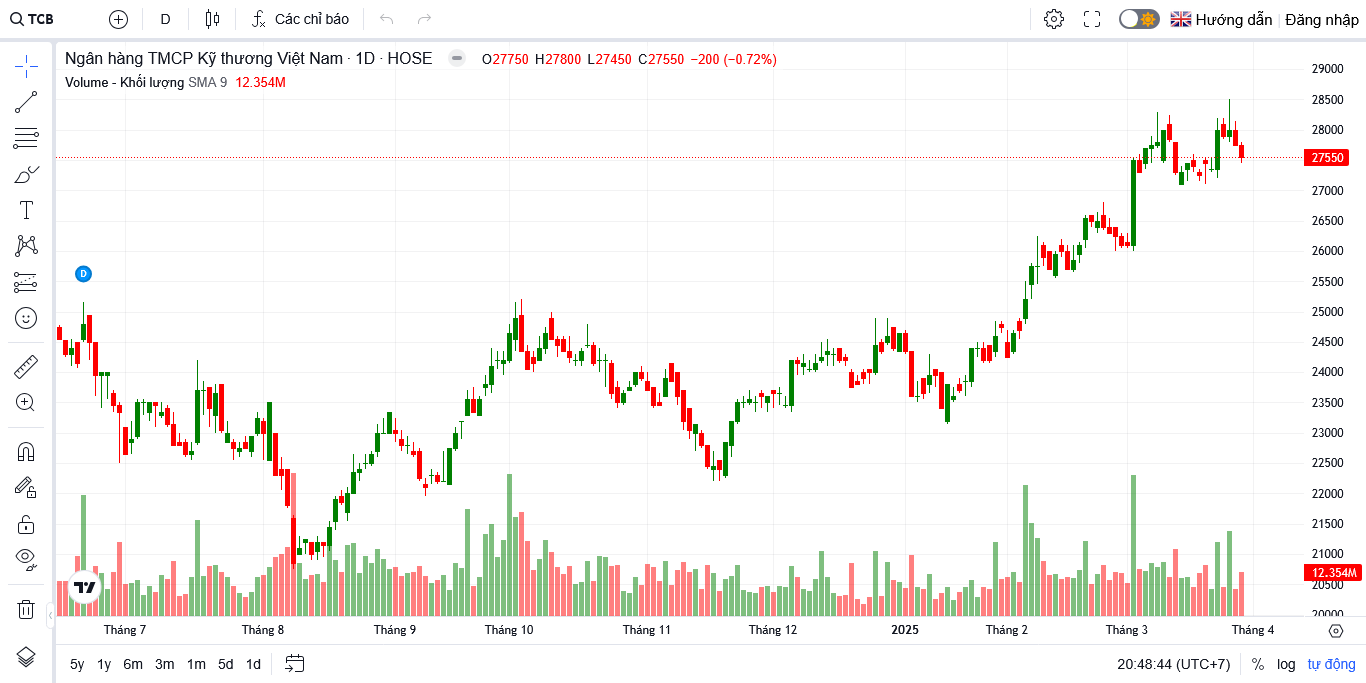 TCB D Các chỉ báo Hướng dẫn Đăng nhập
Ngân hàng TMCP Kỹ thương Việt Nam · 1D · HOSE O27750 H27800 L27450 C27550 −200 (−0.72%)
Volume - Khối lượng SMA 9 12.354M
29000
28500
28000
27550
27000
26500
26000
D
25500
25000
24500
24000
23500
23000
22500
22000
21500
21000
12.354M
20500
20000
Tháng 7 Tháng 8 Tháng 9 Tháng 10 Tháng 11 Tháng 12 2025 Tháng 2 Tháng 3 Tháng 4
5y 1y 6m 3m 1m 5d 1d 20:48:44 (UTC+7) % log tự động